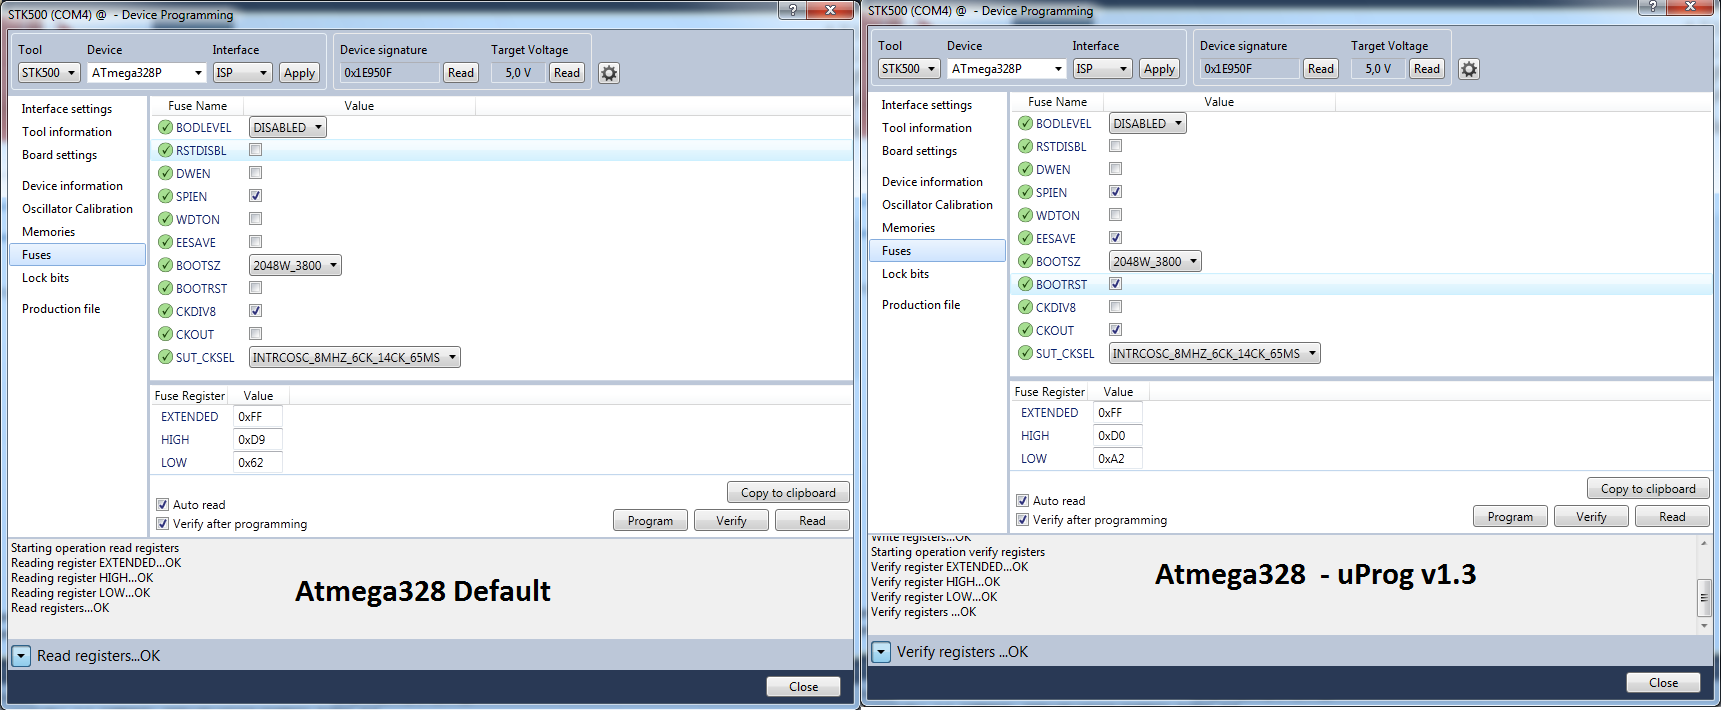 STK500 (COM4) @  - Device Programming
Tool Device Interface Device signature Target Voltage
STK500 ATmega328P ISP Apply 0x1E950F Read 5,0 V Read
Interface settings
Tool information
Board settings
Device information
Oscillator Calibration
Memories
Fuses
Lock bits
Production file
Fuse Name Value
BODLEVEL DISABLED
RSTDISBL
DWEN
SPIEN
WDTON
EESAVE
BOOTSZ 2048W_3800
BOOTRST
CKDIV8
CKOUT
SUT_CKSEL INTRCOSC_8MHZ_6CK_14CK_65MS
Fuse Register Value
EXTENDED 0xFF
HIGH 0xD9
LOW 0x62
Copy to clipboard
Auto read
Verify after programming
Program Verify Read
Starting operation read registers
Reading register EXTENDED...OK
Reading register HIGH...OK
Reading register LOW...OK
Read registers...OK
Atmega328 Default
Read registers...OK
Close
STK500 (COM4) @  - Device Programming
Tool Device Interface Device signature Target Voltage
STK500 ATmega328P ISP Apply 0x1E950F Read 5,0 V Read
Interface settings
Tool information
Board settings
Device information
Oscillator Calibration
Memories
Fuses
Lock bits
Production file
Fuse Name Value
BODLEVEL DISABLED
RSTDISBL
DWEN
SPIEN
WDTON
EESAVE
BOOTSZ 2048W_3800
BOOTRST
CKDIV8
CKOUT
SUT_CKSEL INTRCOSC_8MHZ_6CK_14CK_65MS
Fuse Register Value
EXTENDED 0xFF
HIGH 0xD0
LOW 0xA2
Copy to clipboard
Auto read
Verify after programming
Program Verify Read
Write registers...OK
Starting operation verify registers
Verify register EXTENDED...OK
Verify register HIGH...OK
Verify register LOW...OK
Verify registers ...OK
Atmega328  - uProg v1.3
Verify registers ...OK
Close